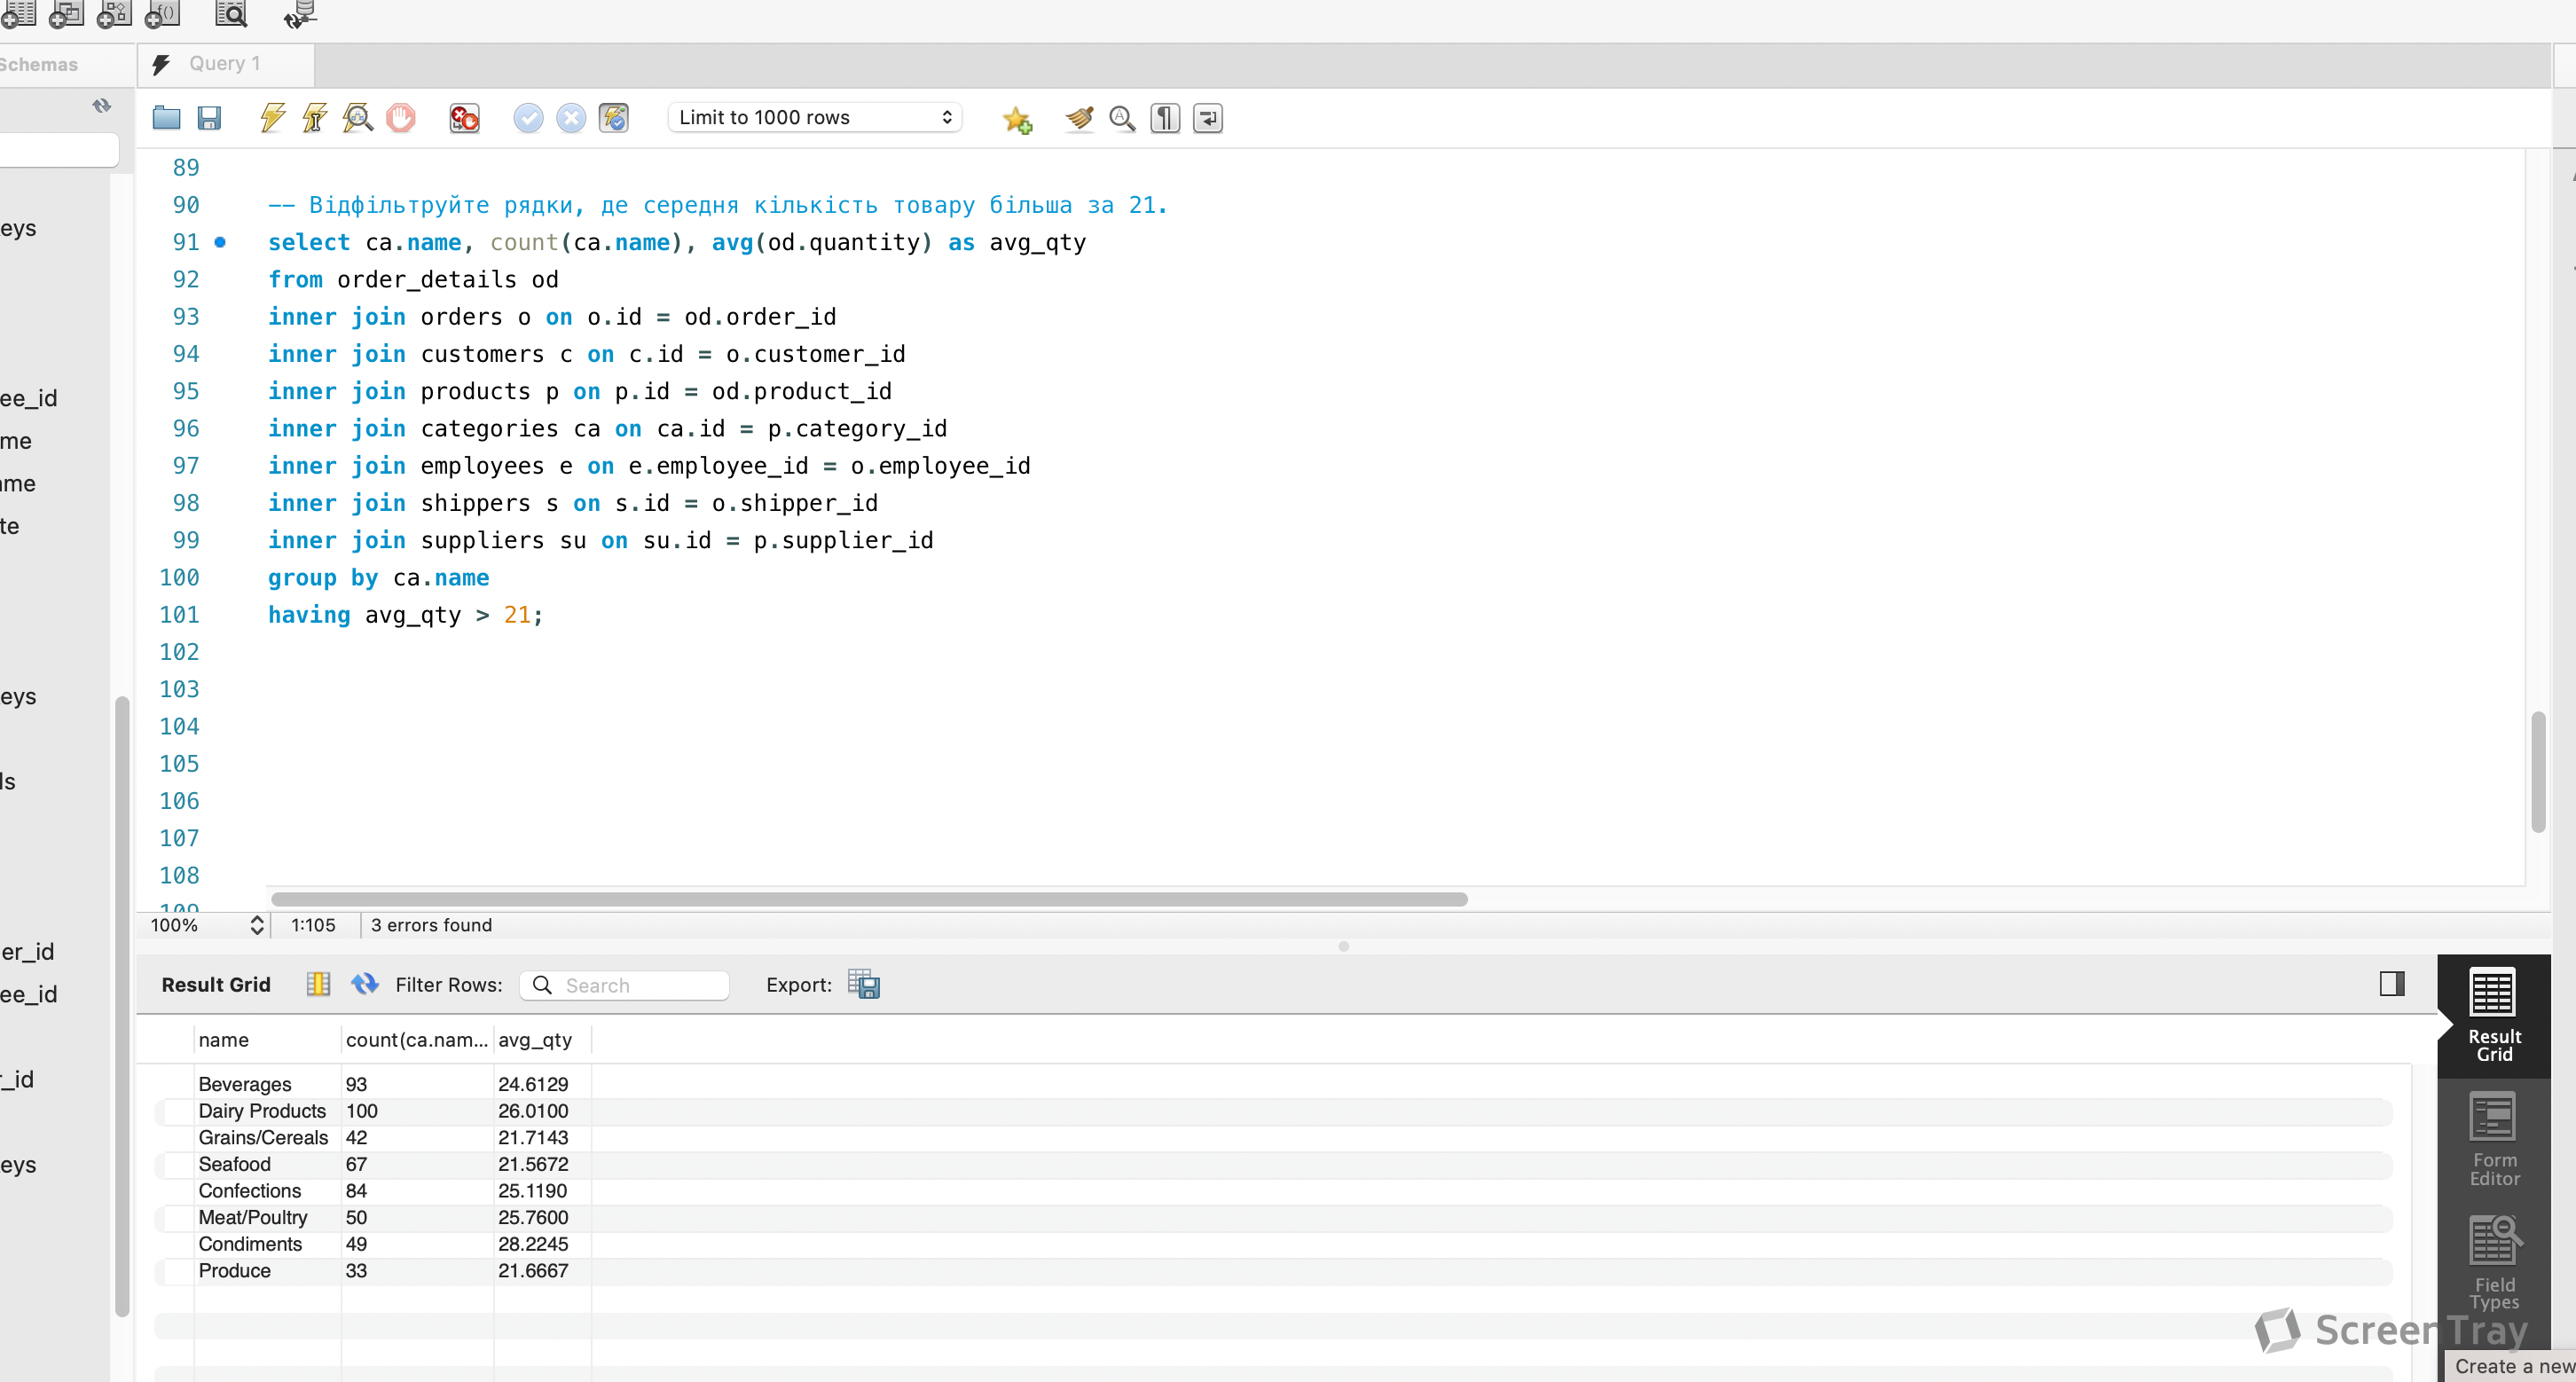 Schemas
Query 1
Limit to 1000 rows
eys
ee_id
me
ame
te
eys
ls
er_id
ee_id
r_id
eys
89
90 -- Відфільтруйте рядки, де середня кількість товару більша за 21.
91 select ca.name, count(ca.name), avg(od.quantity) as avg_qty
92 from order_details od
93 inner join orders o on o.id = od.order_id
94 inner join customers c on c.id = o.customer_id
95 inner join products p on p.id = od.product_id
96 inner join categories ca on ca.id = p.category_id
97 inner join employees e on e.employee_id = o.employee_id
98 inner join shippers s on s.id = o.shipper_id
99 inner join suppliers su on su.id = p.supplier_id
100 group by ca.name
101 having avg_qty > 21;
102
103
104
105
106
107
108
109
100% 1:105 3 errors found
Result Grid Filter Rows: Search Export:
name count(ca.nam... avg_qty
Beverages 93 24.6129
Dairy Products 100 26.0100
Grains/Cereals 42 21.7143
Seafood 67 21.5672
Confections 84 25.1190
Meat/Poultry 50 25.7600
Condiments 49 28.2245
Produce 33 21.6667
Result
Grid
Form
Editor
Field
Types
ScreenTray
Create a new